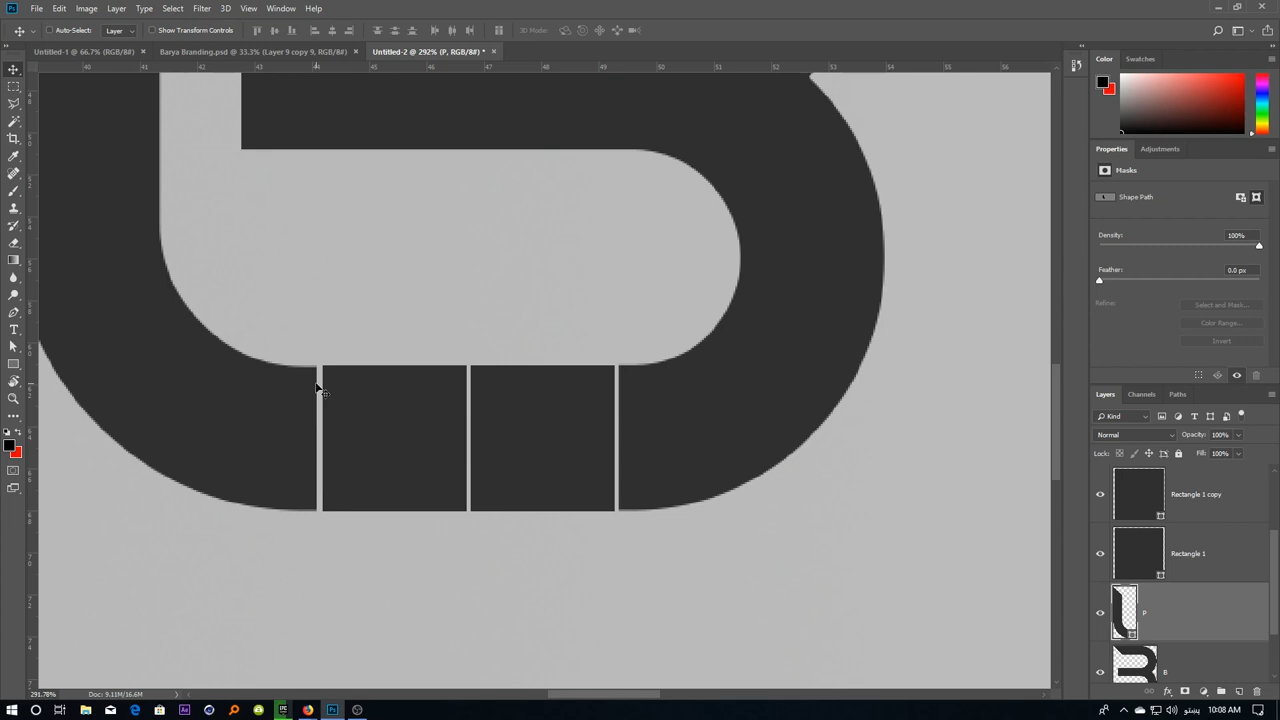 File Edit Image Layer Type Select Filter 3D View Window Help
Auto-Select: Layer Show Transform Controls 3D Mode:
Untitled-1 @ 66.7% (RGB/8#) × Barya Branding.psd @ 33.3% (Layer 9 copy 9, RGB/8#) × Untitled-2 @ 292% (P, RGB/8#) * ×
40 41 42 43 44 45 46 47 48 49 50 51 52 53 54 55 56
Color Swatches
Properties Adjustments
Masks
Shape Path
Density: 100%
Feather: 0.0 px
Refine: Select and Mask...
Color Range...
Invert
Layers Channels Paths
Kind
Normal Opacity: 100%
Lock: Fill: 100%
Rectangle 1 copy
Rectangle 1
P
B
291.78% Doc: 9.11M/16.6M
پښتو 10:08 AM